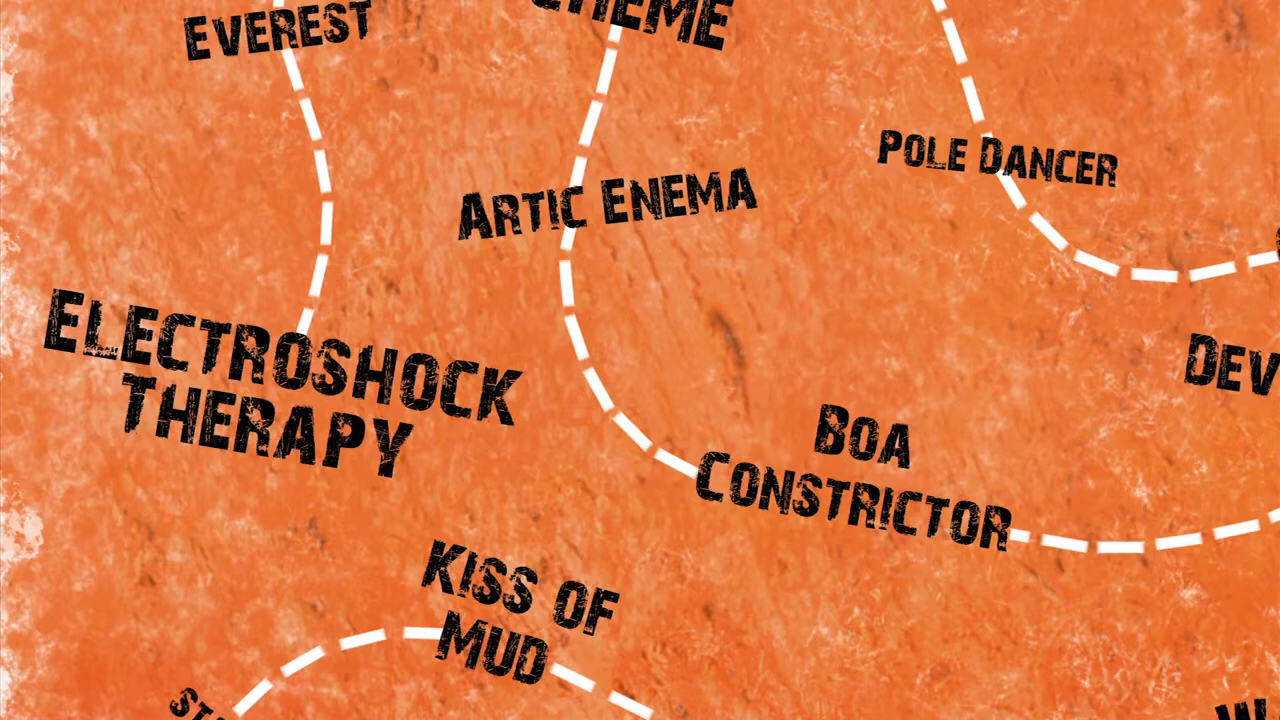 EVEREST
POLE DANCER
ARTIC ENEMA
ELECTROSHOCK
THERAPY
BOA
CONSTRICTOR
KISS OF
MUD